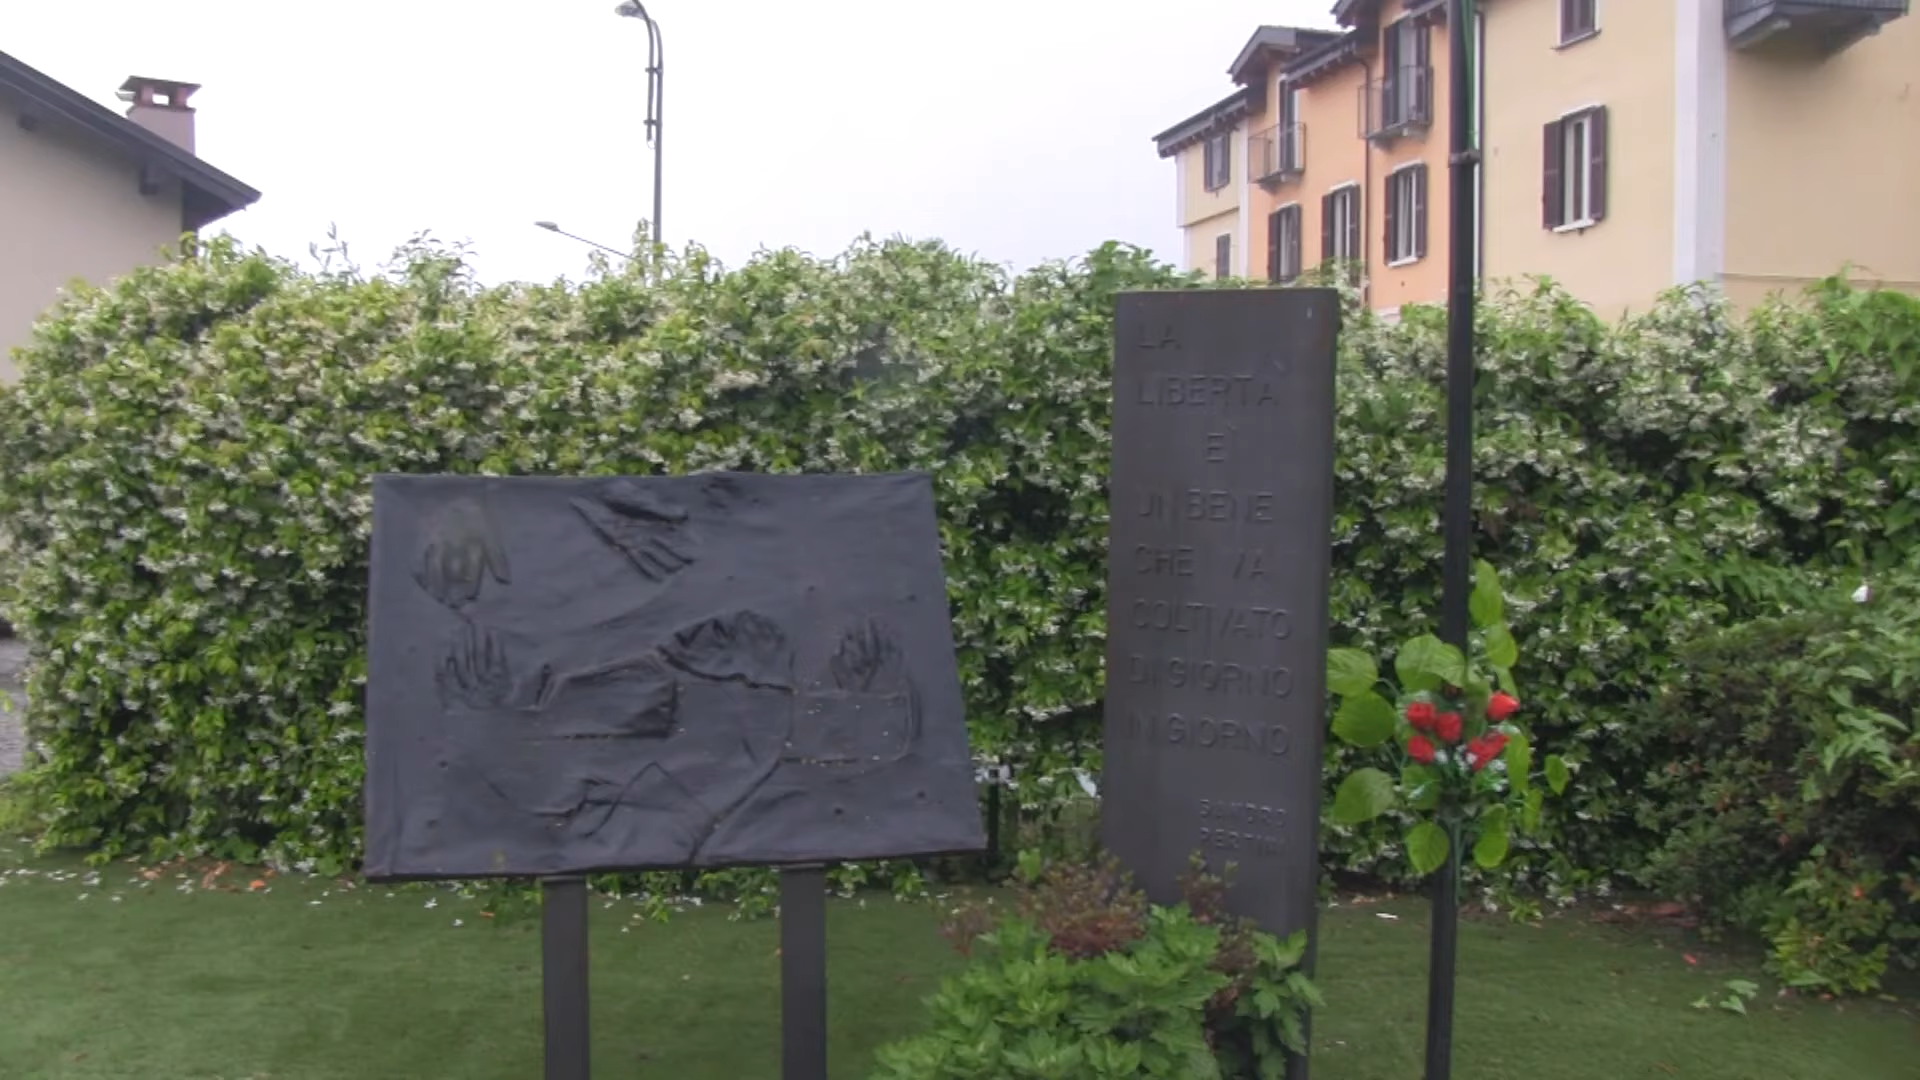 LA
LIBERTA
E'
UN BENE
CHE VA
COLTIVATO
DI GIORNO
IN GIORNO
SANDRO
PERTINI